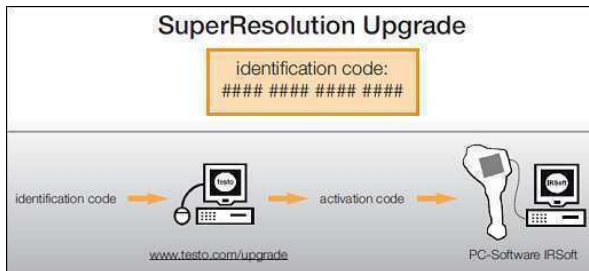 SuperResolution Upgrade
identification code:
#### #### #### ####
testo
IRSoft
identification code
activation code
www.testo.com/upgrade
PC-Software IRSoft